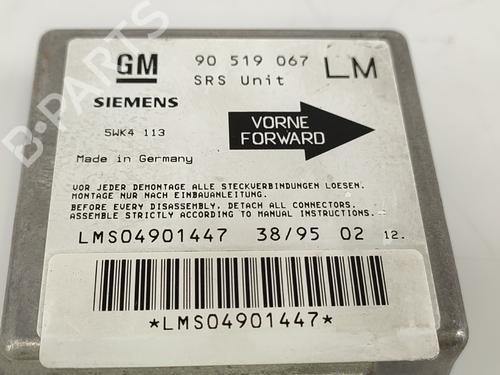 GM 90 519 067 LM
SRS Unit
SIEMENS
5WK4 113
VORNE
FORWARD
Made in Germany
VOR JEDER DEMONTAGE ALLE STECKVERBINDUNGEN LOESEN.
MONTAGE NUR NACH EINBAUANLEITUNG.
BEFORE EVERY DISASSEMBLY, DETACH ALL CONNECTORS.
ASSEMBLE STRICTLY ACCORDING TO MANUAL INSTRUCTIONS.
LMS04901447 38/95 02 12.
*LMS04901447*
B-PARTS